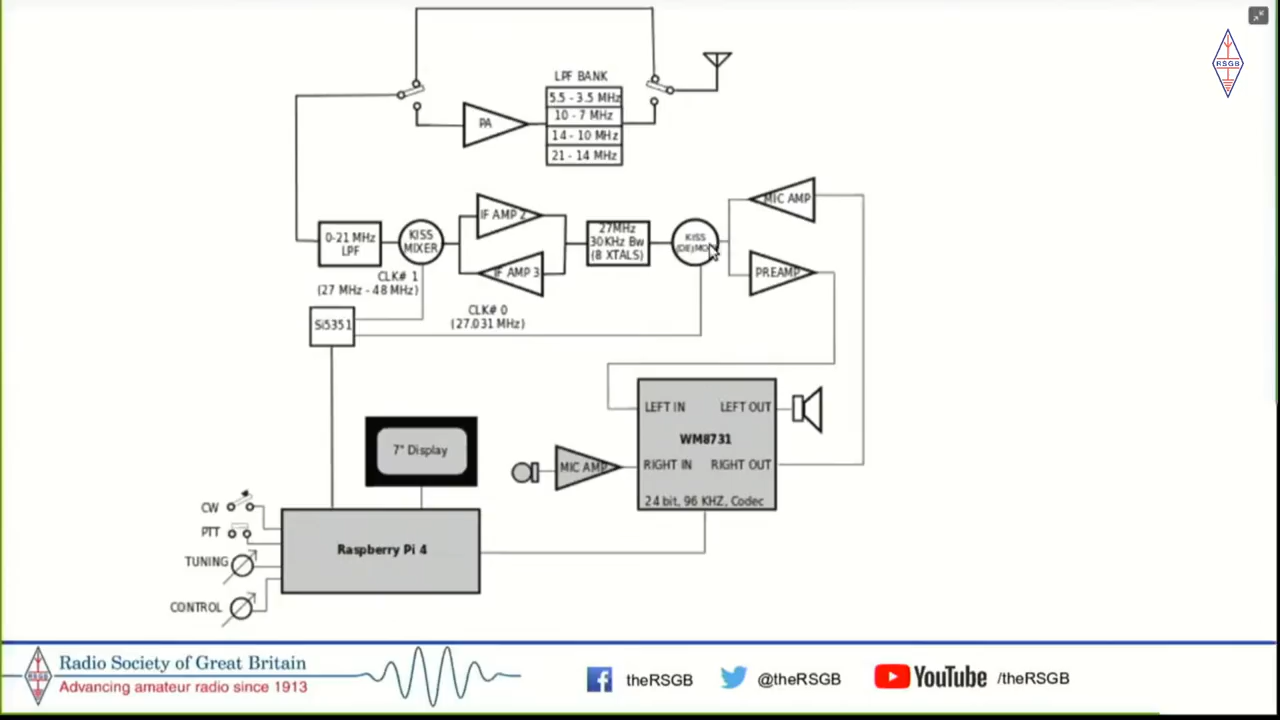 RSGB
LPF BANK
5.5 - 3.5 MHz
10 - 7 MHz
14 - 10 MHz
21 - 14 MHz
PA
MIC AMP
IF AMP 2
27MHz
30KHz Bw
(8 XTALS)
0-21 MHz
LPF
KISS
MIXER
KISS
(DE)MOD
IF AMP 3
PREAMP
CLK# 1
(27 MHz - 48 MHz)
CLK# 0
(27.031 MHz)
Si5351
LEFT IN
LEFT OUT
WM8731
7" Display
MIC AMP
RIGHT IN
RIGHT OUT
24 bit, 96 KHZ, Codec
CW
PTT
Raspberry Pi 4
TUNING
CONTROL
RSGB
Radio Society of Great Britain
Advancing amateur radio since 1913
theRSGB
@theRSGB
YouTube /theRSGB